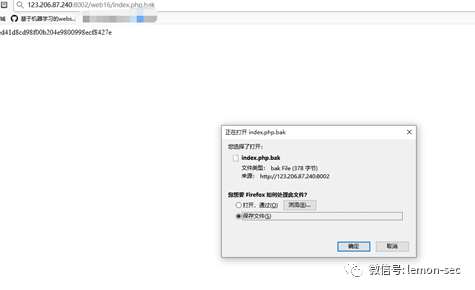 123.206.87.240:8002/web16/index.php.bak
城 基于机器学习的webs...
d41d8cd98f00b204e9800998ecf8427e
正在打开 index.php.bak
您选择了打开:
index.php.bak
文件类型: bak File (378 字节)
来源: http://123.206.87.240:8002
您想要 Firefox 如何处理此文件?
打开，通过(O) 浏览(B)...
保存文件(S)
确定 取消
微信号: lemon-sec